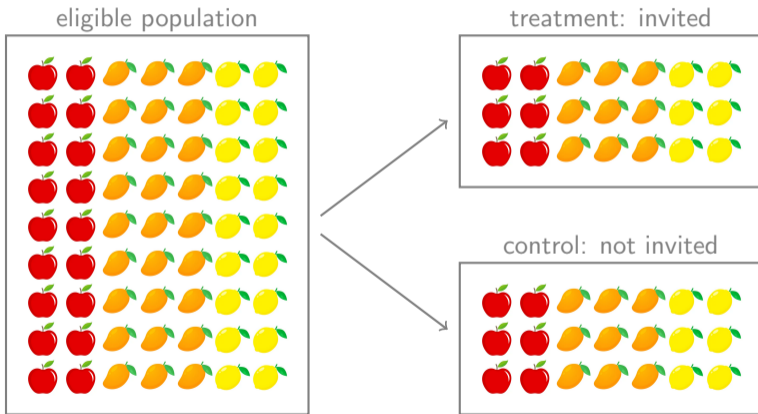 eligible population
treatment: invited
control: not invited